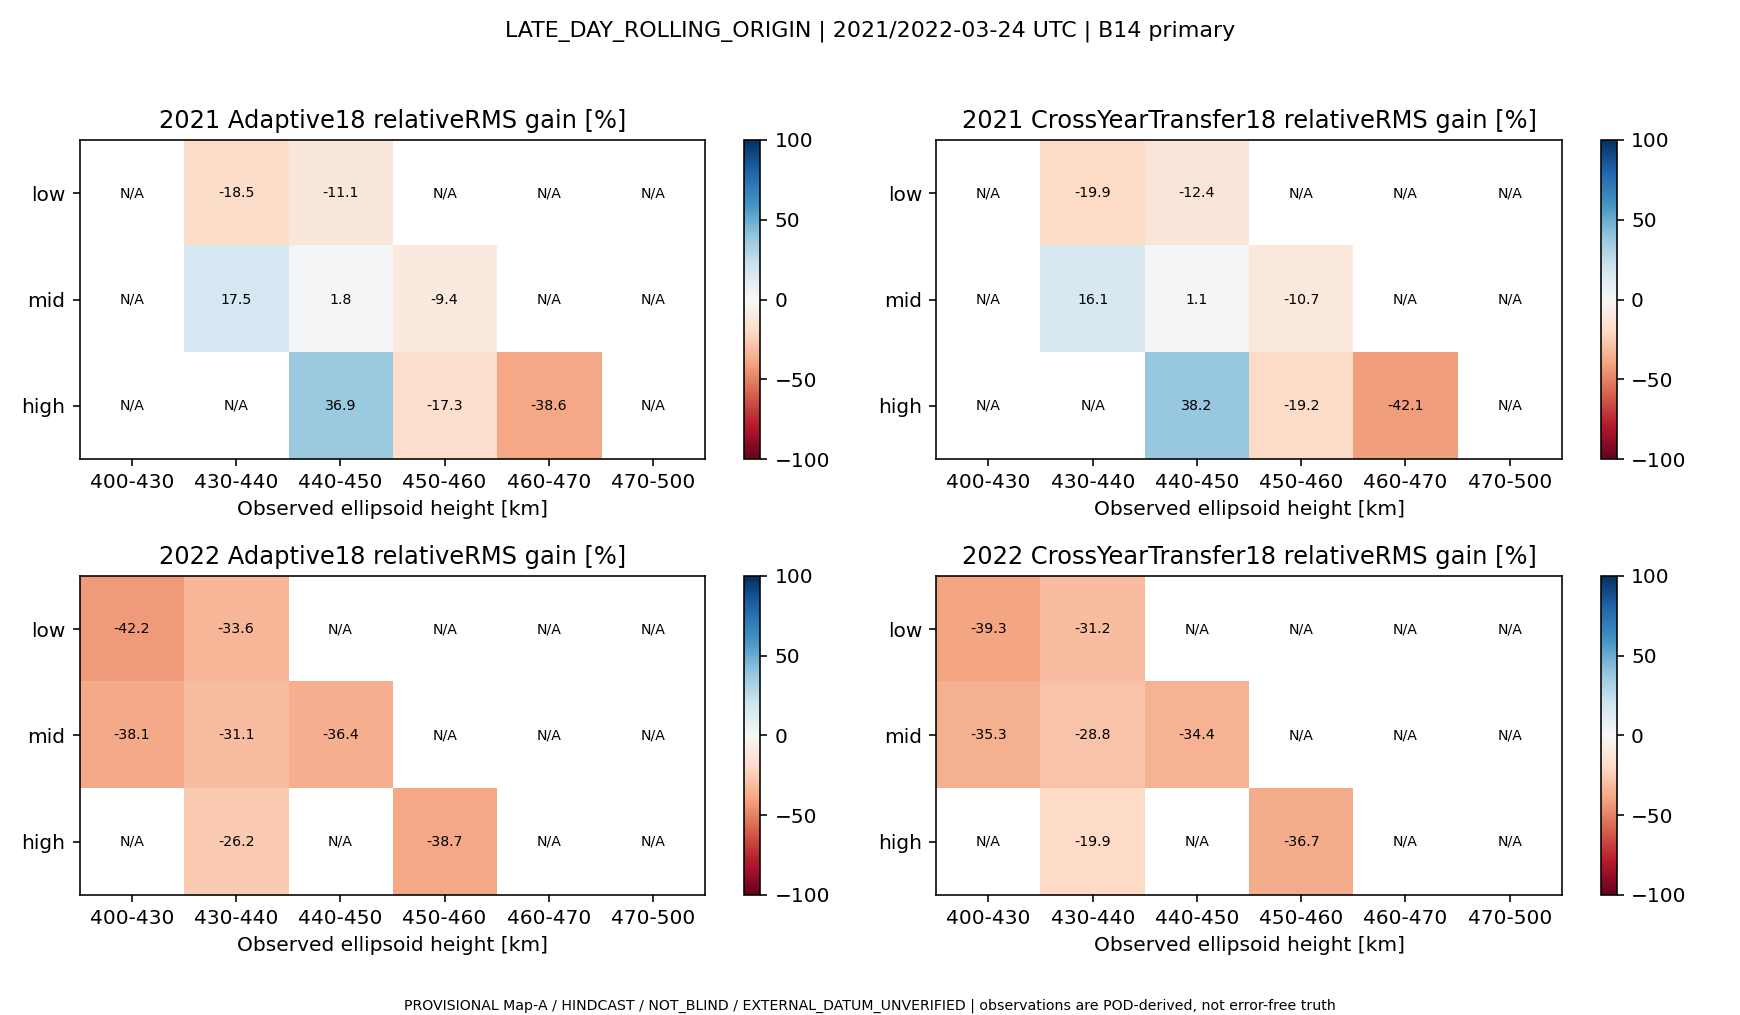 LATE_DAY_ROLLING_ORIGIN | 2021/2022-03-24 UTC | B14 primary
2021 Adaptive18 relativeRMS gain [%]
low N/A -18.5 -11.1 N/A N/A N/A
mid N/A 17.5 1.8 -9.4 N/A N/A
high N/A N/A 36.9 -17.3 -38.6 N/A
400-430 430-440 440-450 450-460 460-470 470-500
Observed ellipsoid height [km]
100
50
0
−50
−100
2021 CrossYearTransfer18 relativeRMS gain [%]
low N/A -19.9 -12.4 N/A N/A N/A
mid N/A 16.1 1.1 -10.7 N/A N/A
high N/A N/A 38.2 -19.2 -42.1 N/A
400-430 430-440 440-450 450-460 460-470 470-500
Observed ellipsoid height [km]
100
50
0
−50
−100
2022 Adaptive18 relativeRMS gain [%]
low -42.2 -33.6 N/A N/A N/A N/A
mid -38.1 -31.1 -36.4 N/A N/A N/A
high N/A -26.2 N/A -38.7 N/A N/A
400-430 430-440 440-450 450-460 460-470 470-500
Observed ellipsoid height [km]
100
50
0
−50
−100
2022 CrossYearTransfer18 relativeRMS gain [%]
low -39.3 -31.2 N/A N/A N/A N/A
mid -35.3 -28.8 -34.4 N/A N/A N/A
high N/A -19.9 N/A -36.7 N/A N/A
400-430 430-440 440-450 450-460 460-470 470-500
Observed ellipsoid height [km]
100
50
0
−50
−100
PROVISIONAL Map-A / HINDCAST / NOT_BLIND / EXTERNAL_DATUM_UNVERIFIED | observations are POD-derived, not error-free truth